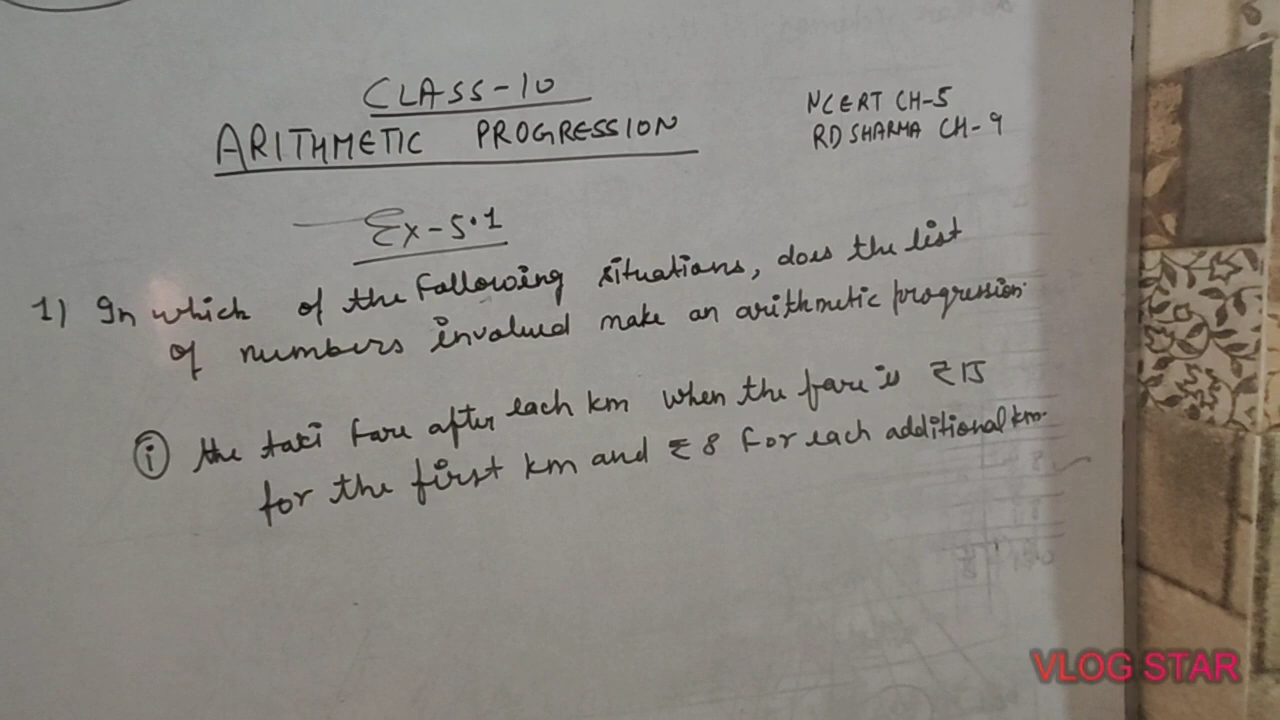 CLASS-10
ARITHMETIC PROGRESSION
NCERT CH-5
RD SHARMA CH-9
Ex-5.1
1) In which of the following situations, does the list
of numbers involued make an arithmetic progression.
i the taxi fare after each km when the fare is ₹ 15
for the first km and ₹ 8 for each additional km.
VLOG STAR